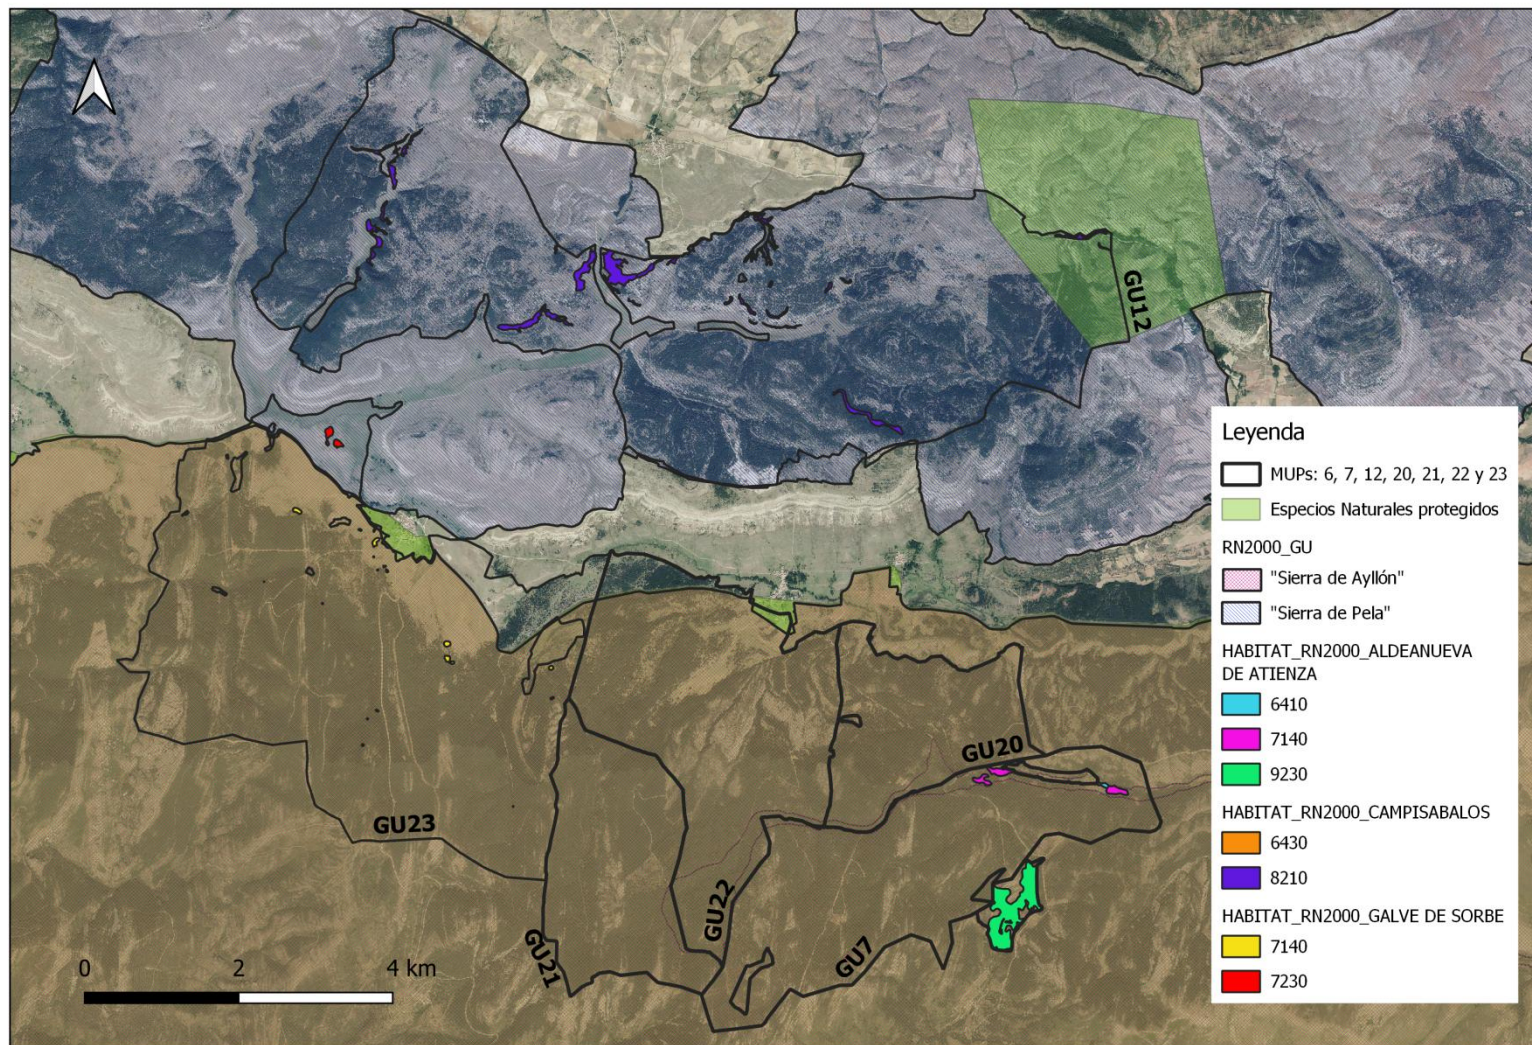 GU12
Leyenda
MUPs: 6, 7, 12, 20, 21, 22 y 23
Especios Naturales protegidos
RN2000_GU
"Sierra de Ayllón"
"Sierra de Pela"
HABITAT_RN2000_ALDEANUEVA
DE ATIENZA
6410
7140
9230
HABITAT_RN2000_CAMPISABALOS
6430
8210
HABITAT_RN2000_GALVE DE SORBE
7140
7230
GU20
GU23
GU22
GU21
GU7
0 2 4 km